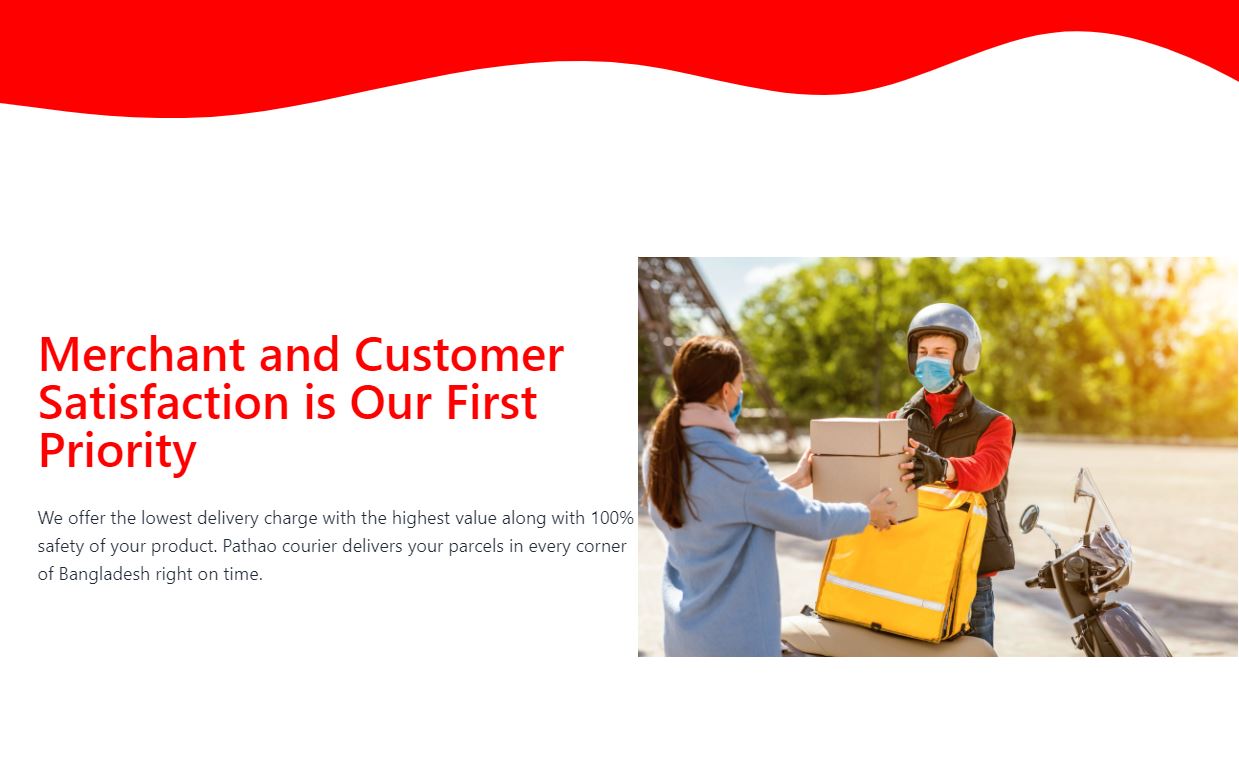 Merchant and Customer
Satisfaction is Our First
Priority
We offer the lowest delivery charge with the highest value along with 100%
safety of your product. Pathao courier delivers your parcels in every corner
of Bangladesh right on time.